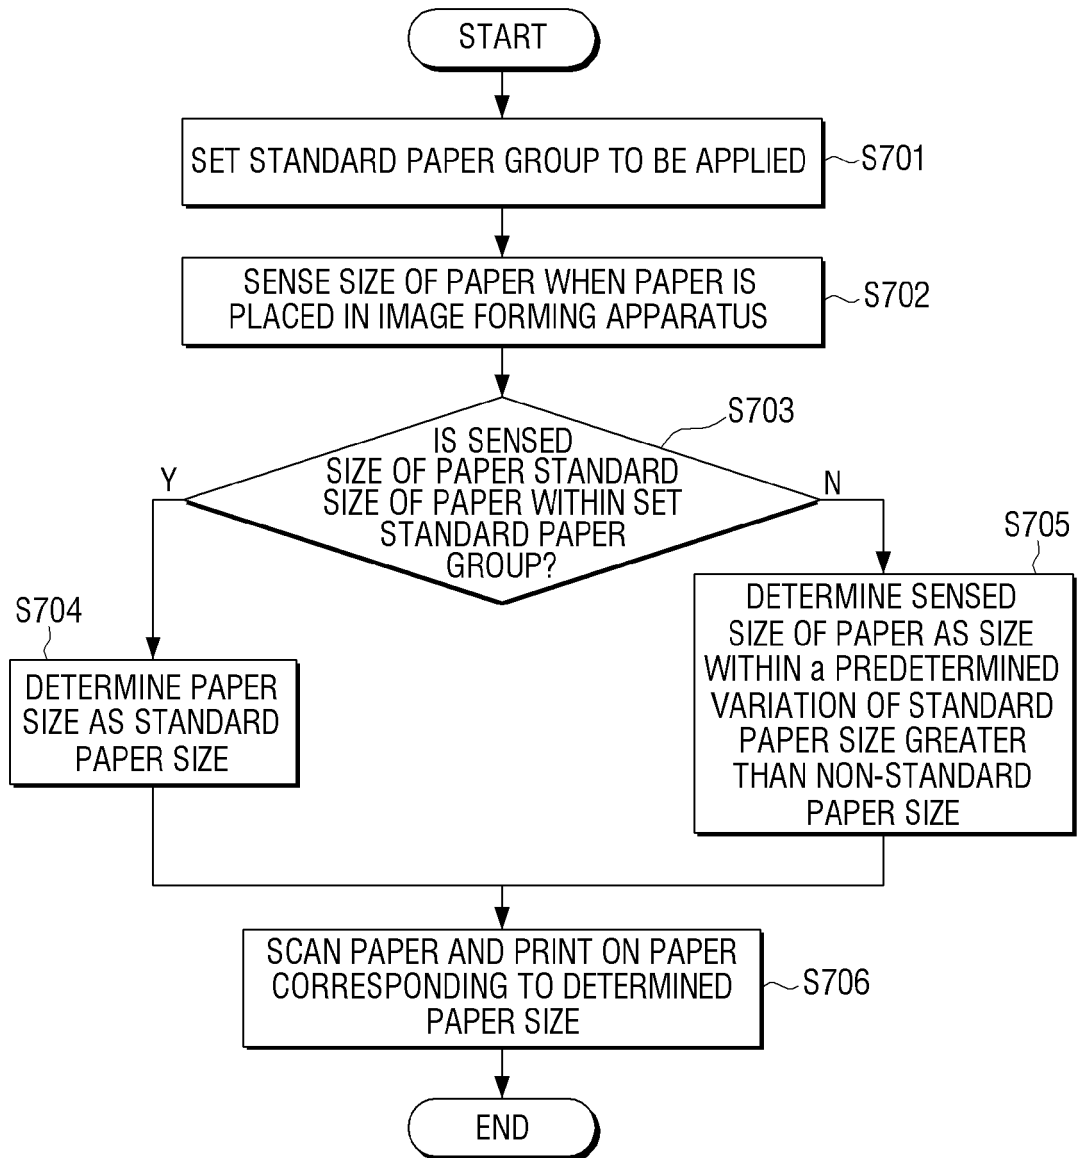 START
SET STANDARD PAPER GROUP TO BE APPLIED
S701
SENSE SIZE OF PAPER WHEN PAPER IS
PLACED IN IMAGE FORMING APPARATUS
S702
S703
IS SENSED
SIZE OF PAPER STANDARD
SIZE OF PAPER WITHIN SET
STANDARD PAPER
GROUP?
Y
N
S704
DETERMINE PAPER
SIZE AS STANDARD
PAPER SIZE
S705
DETERMINE SENSED
SIZE OF PAPER AS SIZE
WITHIN a PREDETERMINED
VARIATION OF STANDARD
PAPER SIZE GREATER
THAN NON-STANDARD
PAPER SIZE
SCAN PAPER AND PRINT ON PAPER
CORRESPONDING TO DETERMINED
PAPER SIZE
S706
END